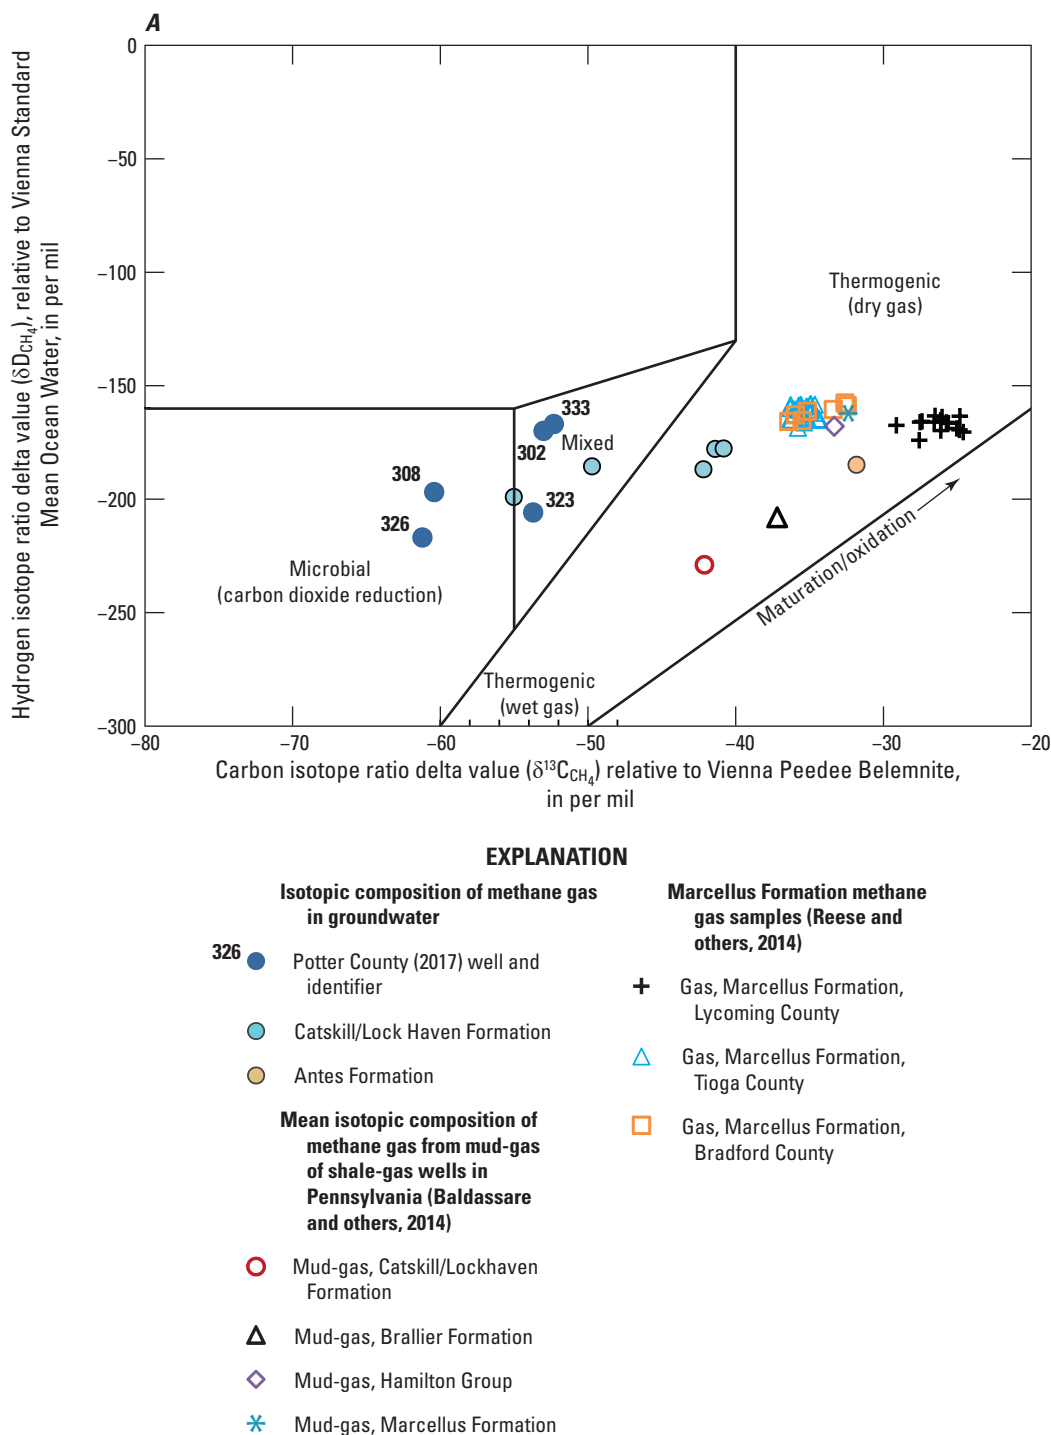 A
Hydrogen isotope ratio delta value (δD_CH₄), relative to Vienna Standard
Mean Ocean Water, in per mil
0
–50
–100
–150
–200
–250
–300
–80
–70
–60
–50
–40
–30
–20
Thermogenic
(dry gas)
333
302
Mixed
308
323
326
Microbial
(carbon dioxide reduction)
Maturation/oxidation
Thermogenic
(wet gas)
Carbon isotope ratio delta value (δ¹³C_CH₄) relative to Vienna Peedee Belemnite,
in per mil
EXPLANATION
Isotopic composition of methane gas
in groundwater
326
Potter County (2017) well and
identifier
Catskill/Lock Haven Formation
Antes Formation
Mean isotopic composition of
methane gas from mud-gas
of shale-gas wells in
Pennsylvania (Baldassare
and others, 2014)
Mud-gas, Catskill/Lockhaven
Formation
Mud-gas, Brallier Formation
Mud-gas, Hamilton Group
Mud-gas, Marcellus Formation
Marcellus Formation methane
gas samples (Reese and
others, 2014)
Gas, Marcellus Formation,
Lycoming County
Gas, Marcellus Formation,
Tioga County
Gas, Marcellus Formation,
Bradford County